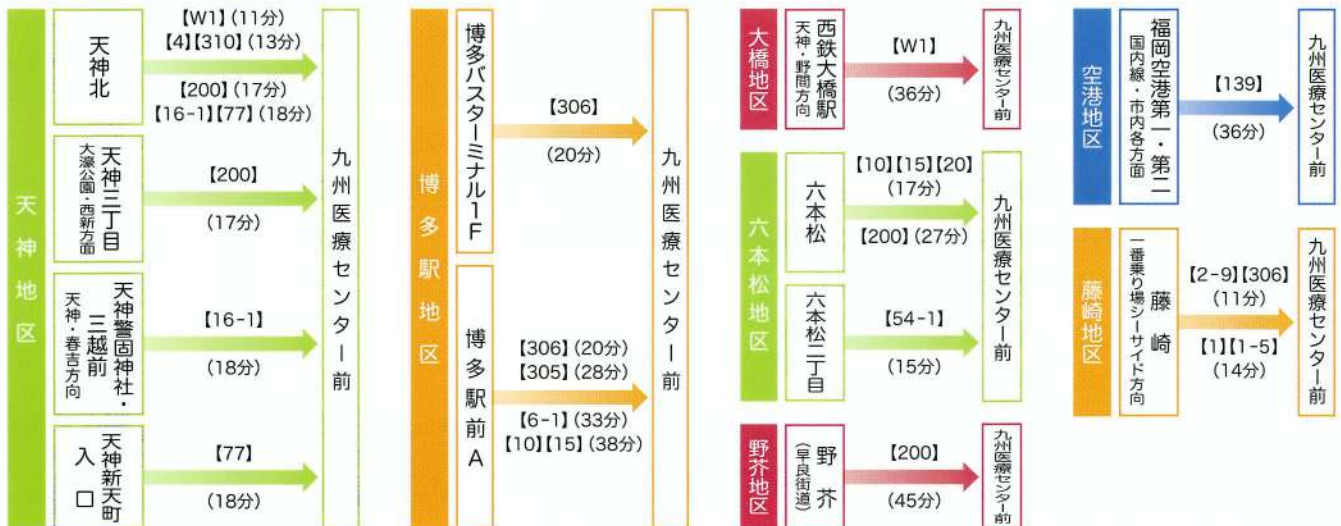 天神地区
天神北
【W1】(11分)
【4】【310】(13分)
【200】(17分)
【16-1】【77】(18分)
天神三丁目
大濠公園・西新方面
【200】
(17分)
天神警固神社・
三越前
天神・春吉方向
【16-1】
(18分)
天神新天町
入口
【77】
(18分)
九州医療センター前
博多駅地区
博多バスターミナル1F
【306】
(20分)
博多駅前A
【306】(20分)
【305】(28分)
【6-1】(33分)
【10】【15】(38分)
九州医療センター前
大橋地区
西鉄大橋駅
天神・野間方向
【W1】
(36分)
九州医療センター前
六本松地区
六本松
【10】【15】【20】
(17分)
【200】(27分)
六本松二丁目
【54-1】
(15分)
九州医療センター前
野芥地区
野芥
(早良街道)
【200】
(45分)
九州医療センター前
空港地区
福岡空港第一・第二
国内線・市内各方面
【139】
(36分)
九州医療センター前
藤崎地区
藤崎
一番乗り場シーサイド方向
【2-9】【306】
(11分)
【1】【1-5】
(14分)
九州医療センター前